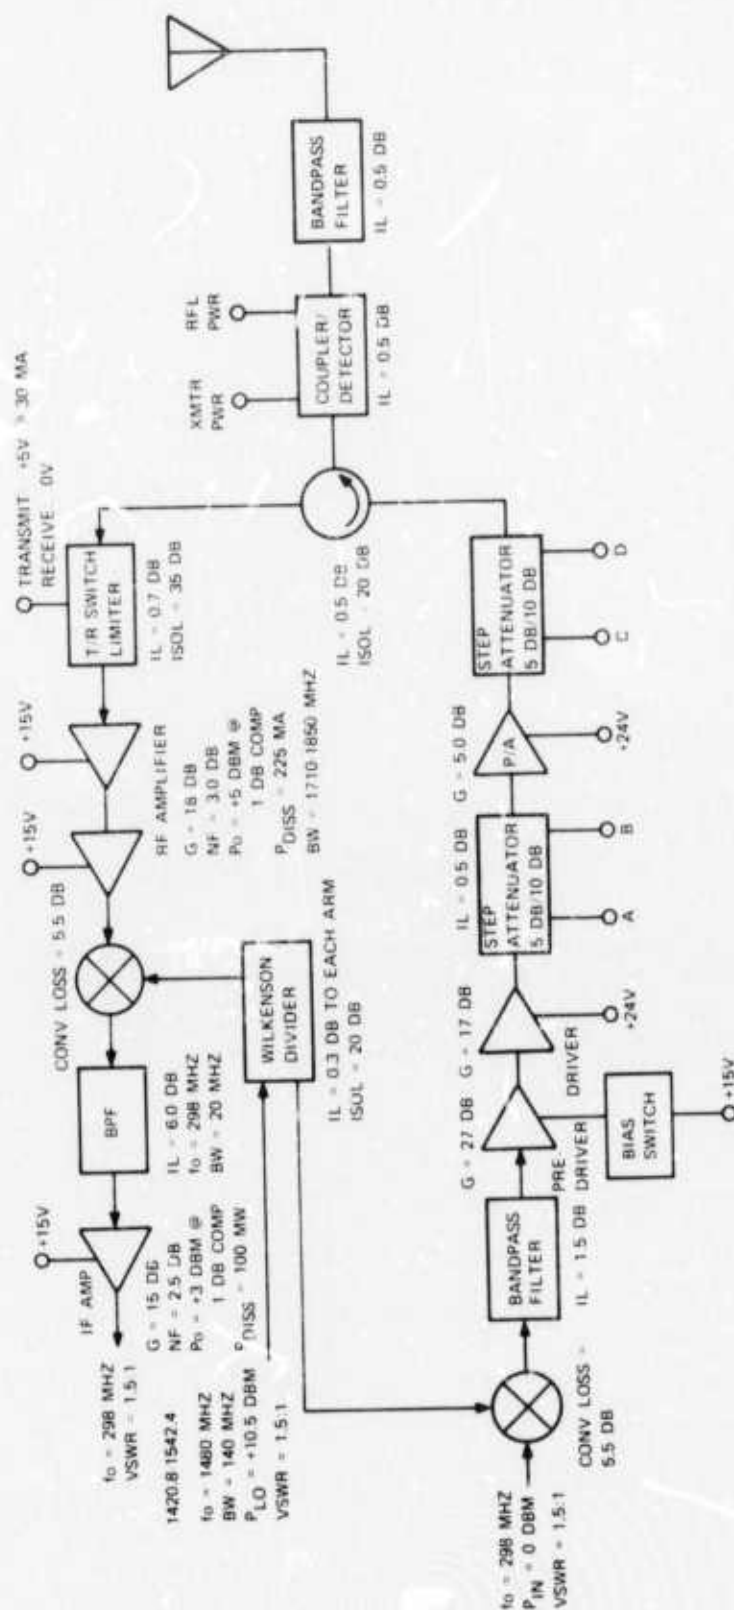 fo = 298 MHZ
VSWR = 1.5:1
IF AMP
+15V
G = 15 DB
NF = 2.5 DB
Po = +3 DBM @
1 DB COMP
PDISS = 100 MW
BPF
IL = 6.0 DB
fo = 298 MHZ
BW = 20 MHZ
CONV LOSS = 5.5 DB
+15V
+15V
RF AMPLIFIER
G = 18 DB
NF = 3.0 DB
Po = +5 DBM @
1 DB COMP
PDISS = 225 MA
BW = 1710-1850 MHZ
TRANSMIT +5V > 30 MA
RECEIVE 0V
T/R SWITCH
LIMITER
IL = 0.7 DB
ISOL = 35 DB
1420.8 1542.4
fo = 1480 MHZ
BW = 140 MHZ
PLO = +10.5 DBM
VSWR = 1.5:1
WILKENSON
DIVIDER
IL = 0.3 DB TO EACH ARM
ISOL = 20 DB
IL = 0.5 DB
ISOL = 20 DB
XMTR
PWR
RFL
PWR
COUPLER/
DETECTOR
IL = 0.5 DB
BANDPASS
FILTER
IL = 0.5 DB
fo = 298 MHZ
PIN = 0 DBM
VSWR = 1.5:1
CONV LOSS =
5.5 DB
BANDPASS
FILTER
IL = 1.5 DB
G = 27 DB
PRE
DRIVER
BIAS
SWITCH
+15V
G = 17 DB
DRIVER
+24V
IL = 0.5 DB
STEP
ATTENUATOR
5 DB/10 DB
A
B
G = 5.0 DB
P/A
+24V
STEP
ATTENUATOR
5 DB/10 DB
C
D